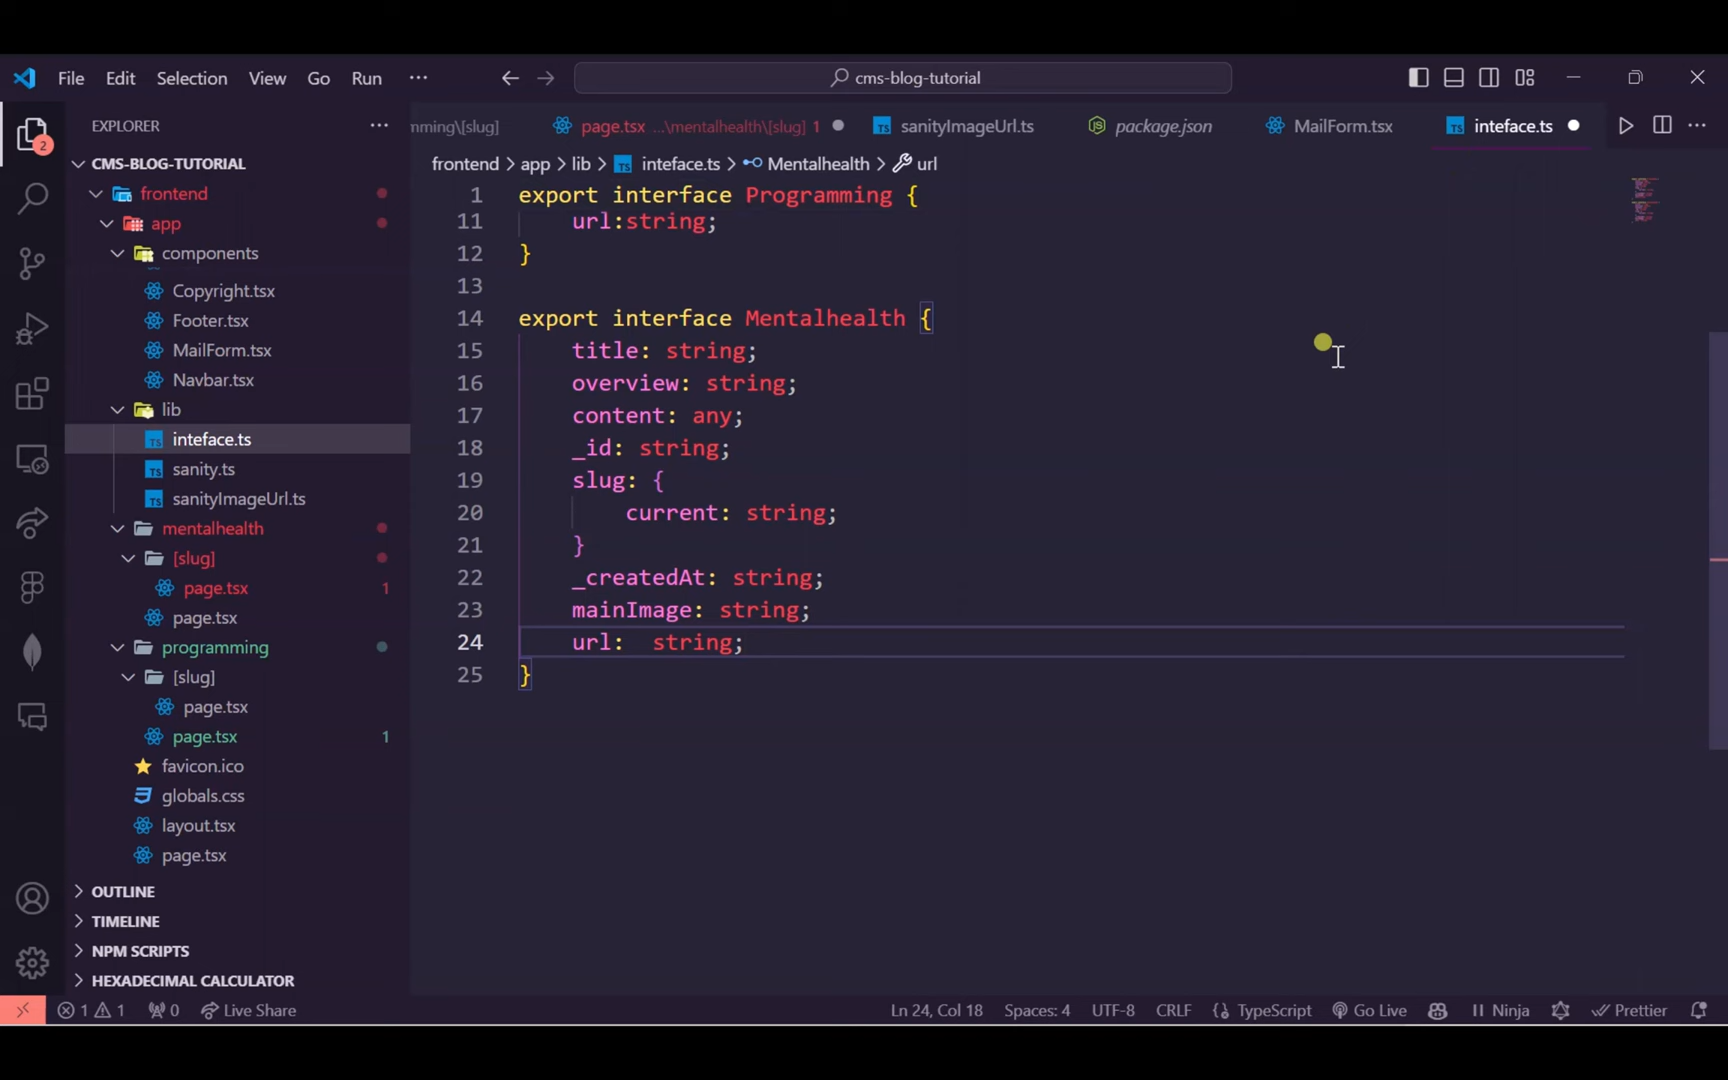 File Edit Selection View Go Run ··· cms-blog-tutorial
EXPLORER ···
mming\[slug] page.tsx ...\mentalhealth\[slug] 1 sanityImageUrl.ts package.json MailForm.tsx inteface.ts ···
frontend > app > lib > inteface.ts > Mentalhealth > url
2
CMS-BLOG-TUTORIAL
frontend
app
components
Copyright.tsx
Footer.tsx
MailForm.tsx
Navbar.tsx
lib
inteface.ts
sanity.ts
sanityImageUrl.ts
mentalhealth
[slug]
page.tsx 1
page.tsx
programming
[slug]
page.tsx
page.tsx 1
favicon.ico
globals.css
layout.tsx
page.tsx
OUTLINE
TIMELINE
NPM SCRIPTS
HEXADECIMAL CALCULATOR
1 export interface Programming {
11 url:string;
12 }
13
14 export interface Mentalhealth {
15 title: string;
16 overview: string;
17 content: any;
18 _id: string;
19 slug: {
20 current: string;
21 }
22 _createdAt: string;
23 mainImage: string;
24 url:  string;
25 }
1 1 0 Live Share Ln 24, Col 18 Spaces: 4 UTF-8 CRLF {} TypeScript Go Live Ninja Prettier